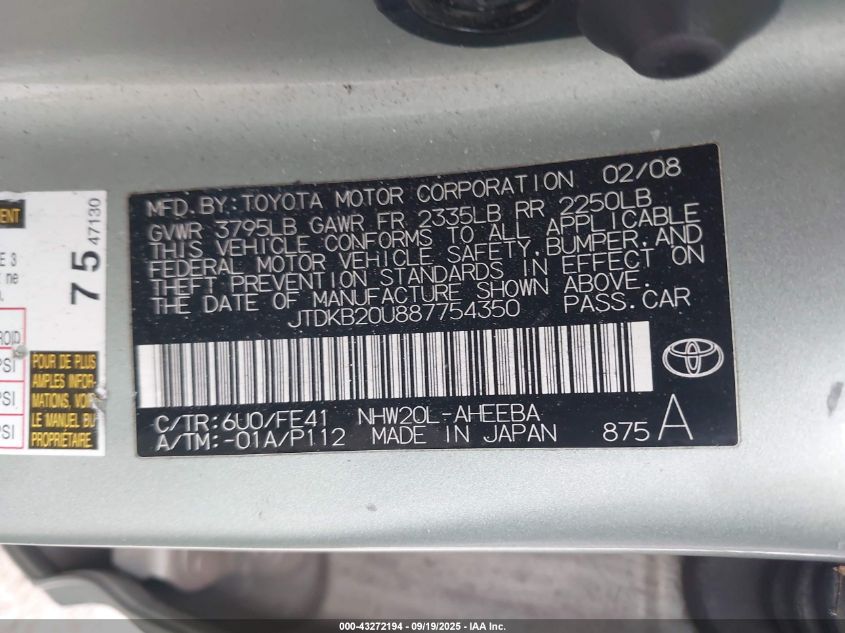 MFD.BY:TOYOTA MOTOR CORPORATION 02/08
GVWR 3795LB GAWR FR 2335LB RR 2250LB
THIS VEHICLE CONFORMS TO ALL APPLICABLE
FEDERAL MOTOR VEHICLE SAFETY,BUMPER,AND
THEFT PREVENTION STANDARDS IN EFFECT ON
THE DATE OF MANUFACTURE SHOWN ABOVE.
JTDKB20U887754350 PASS.CAR
C/TR:6U0/FE41 NHW20L-AHEEBA
A/TM:-01A/P112 MADE IN JAPAN 875 A
75 47130
E 3
ne
PSI
PSI
POUR DE PLUS
AMPLES INFOR-
MATIONS, VOIR
LE MANUEL DU
PROPRIÉTAIRE.
000-43272194 - 09/19/2025 - IAA Inc.